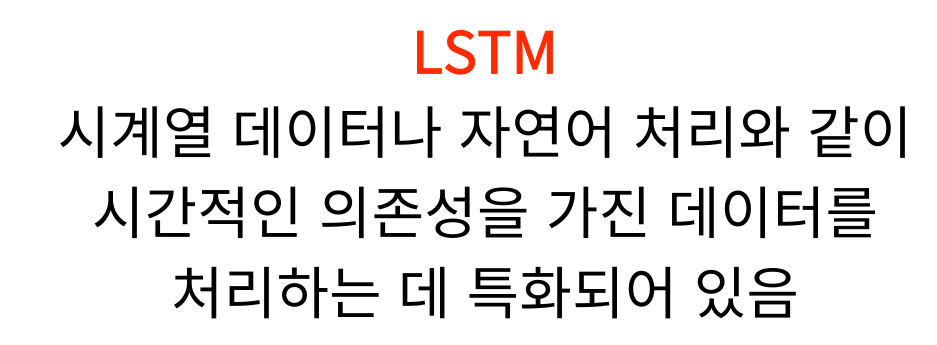 LSTM
시계열 데이터나 자연어 처리와 같이
시간적인 의존성을 가진 데이터를
처리하는 데 특화되어 있음